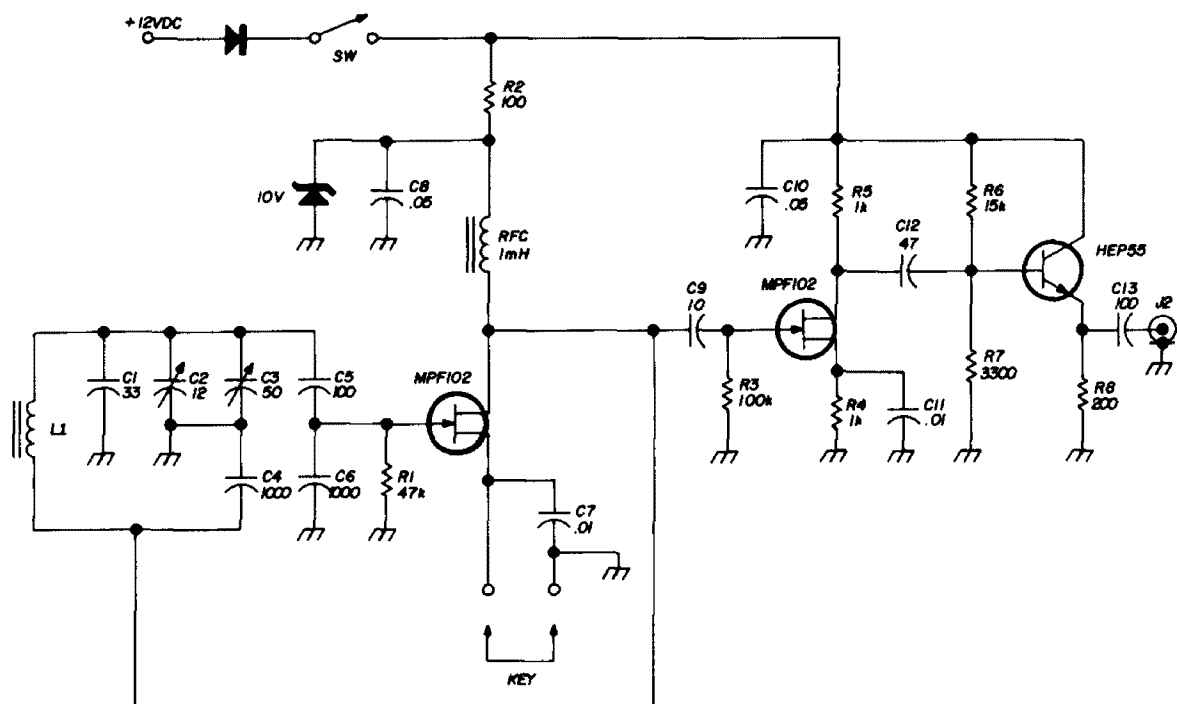 +12VDC
SW
R2
100
10V
C8
.05
RFC
1mH
C10
.05
R5
1k
R6
15k
C12
47
HEP55
C9
10
MPF102
C13
100
J2
C1
33
C2
12
C3
50
C5
100
MPF102
R3
100k
R4
1k
C11
.01
R7
3300
R8
200
L1
C4
1000
C6
1000
R1
47k
C7
.01
KEY